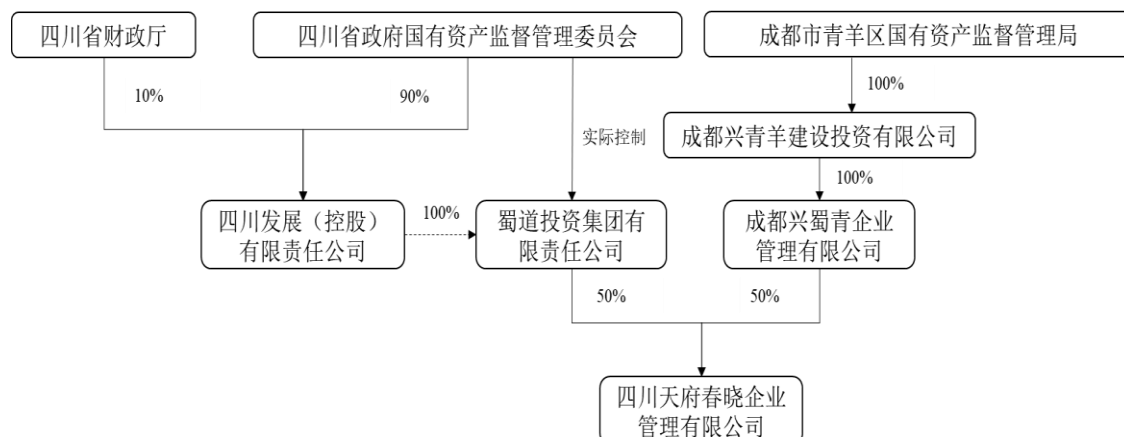 四川省财政厅
四川省政府国有资产监督管理委员会
成都市青羊区国有资产监督管理局
10%
90%
100%
实际控制
成都兴青羊建设投资有限公司
100%
四川发展（控股）
有限责任公司
100%
蜀道投资集团有
限责任公司
成都兴蜀青企业
管理有限公司
50%
50%
四川天府春晓企业
管理有限公司